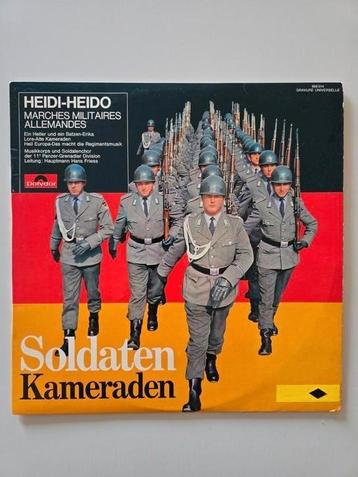 HEIDI-HEIDO
MARCHES MILITAIRES
ALLEMANDES
Ein Heller und ein Batzen-Erika
Lore-Alte Kameraden
Heil Europa-Das macht die Regimentsmusik
Musikkorps und Soldatenchor
der 11e Panzer-Grenadier Division
Leitung: Hauptmann Hans Friess
Polydor
GRAVURE UNIVERSELLE
Soldaten
Kameraden